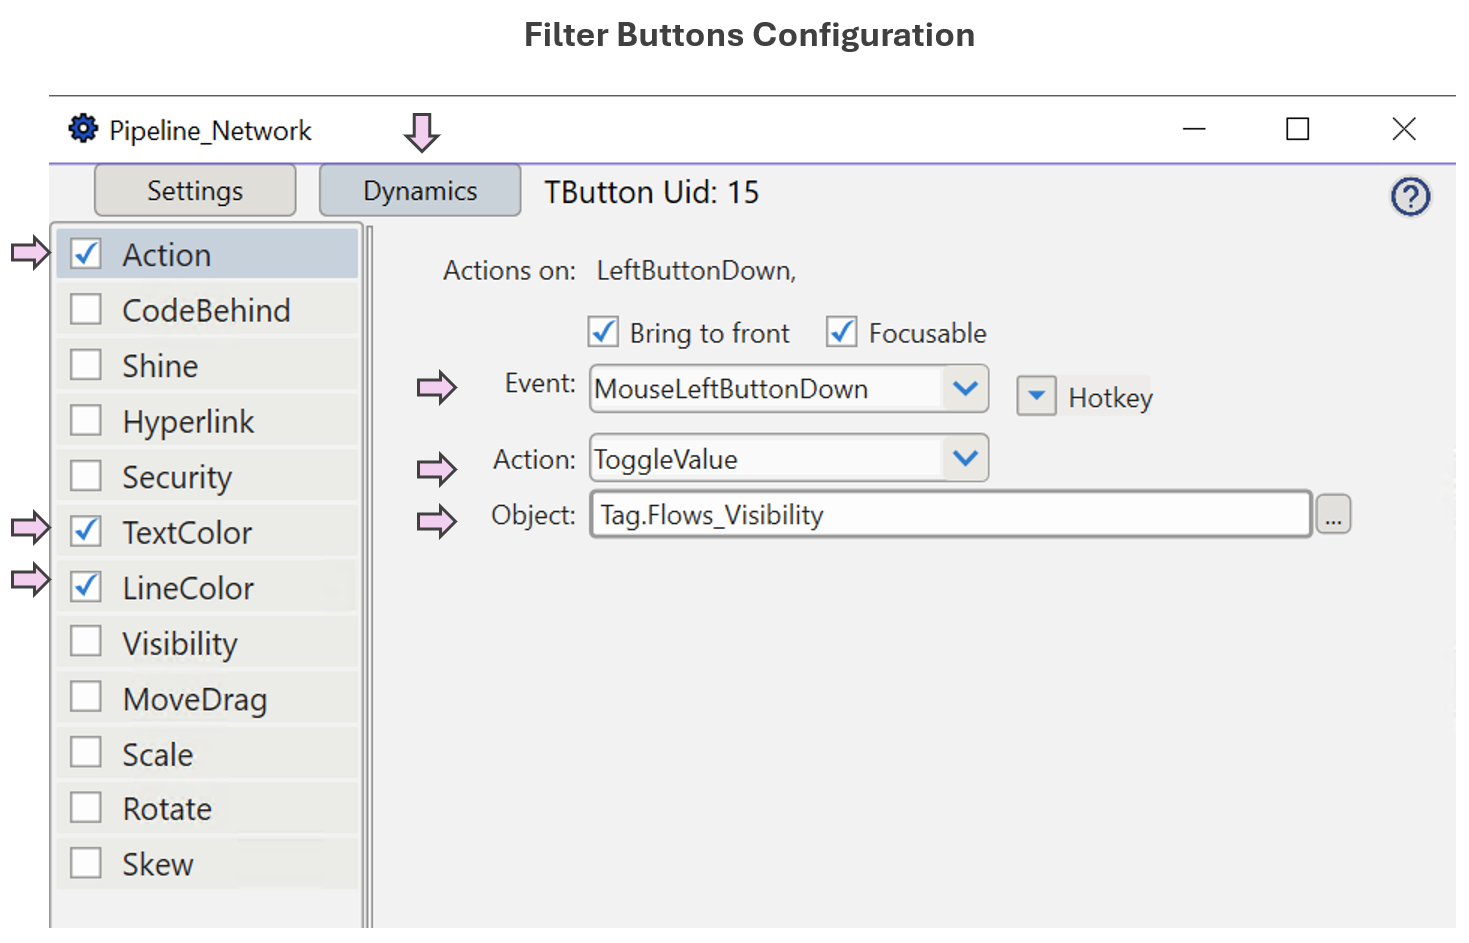 Filter Buttons Configuration
Pipeline_Network
Settings
Dynamics
TButton Uid: 15
Action
CodeBehind
Shine
Hyperlink
Security
TextColor
LineColor
Visibility
MoveDrag
Scale
Rotate
Skew
Actions on: LeftButtonDown,
Bring to front
Focusable
Event: MouseLeftButtonDown
Hotkey
Action: ToggleValue
Object: Tag.Flows_Visibility
...